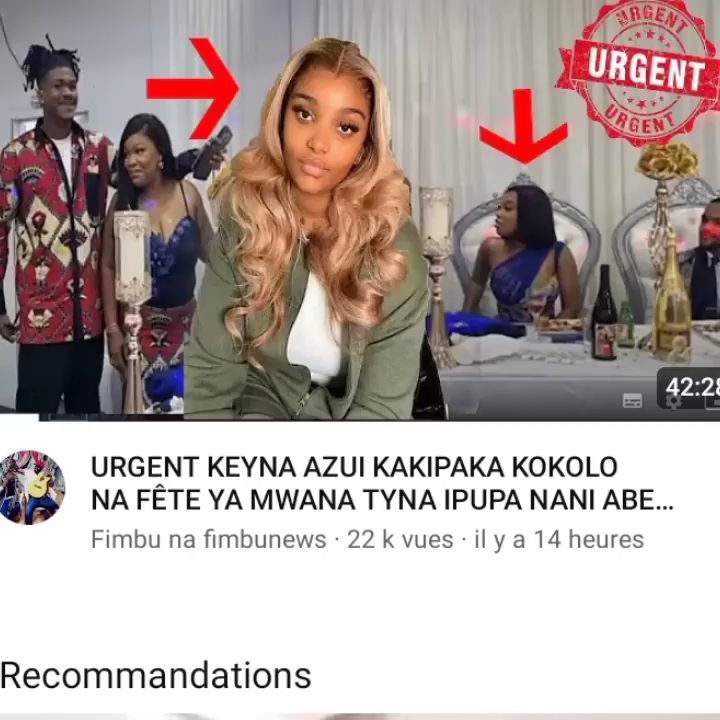 URGENT
URGENT
URGENT
42:28
URGENT KEYNA AZUI KAKIPAKA KOKOLO
NA FÊTE YA MWANA TYNA IPUPA NANI ABE...
Fimbu na fimbunews · 22 k vues · il y a 14 heures
Recommandations